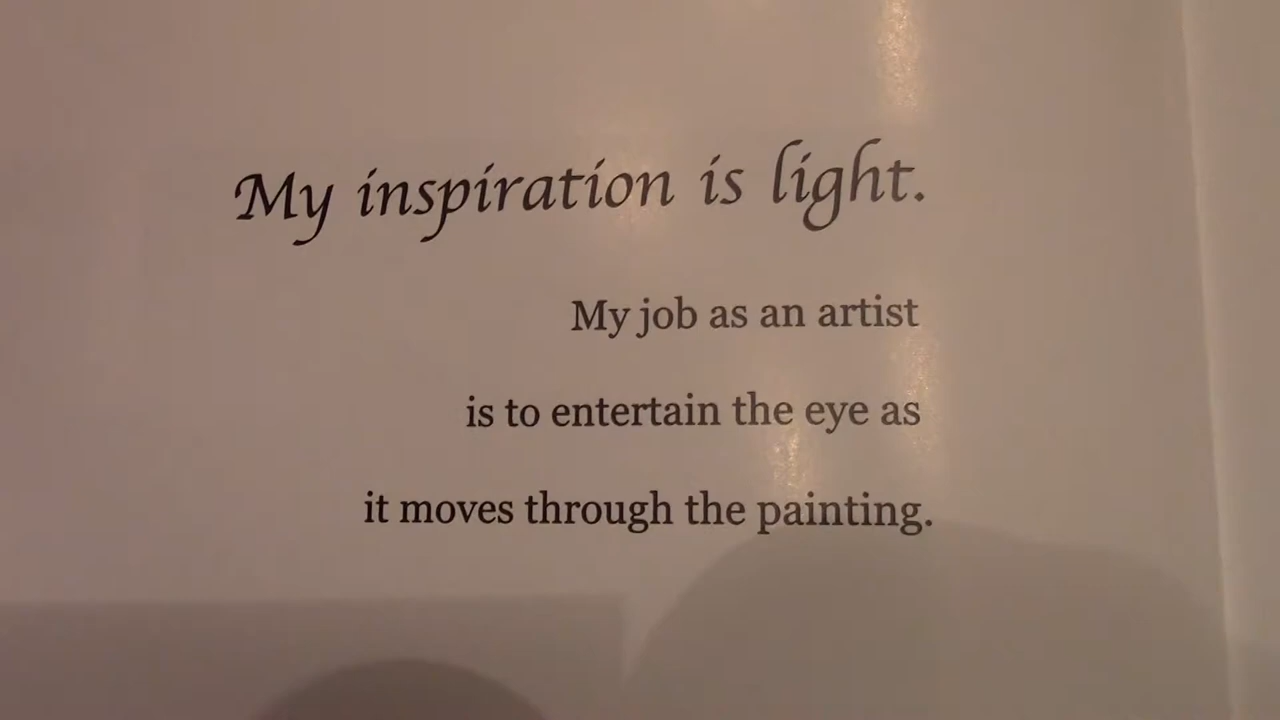 My inspiration is light.
My job as an artist
is to entertain the eye as
it moves through the painting.